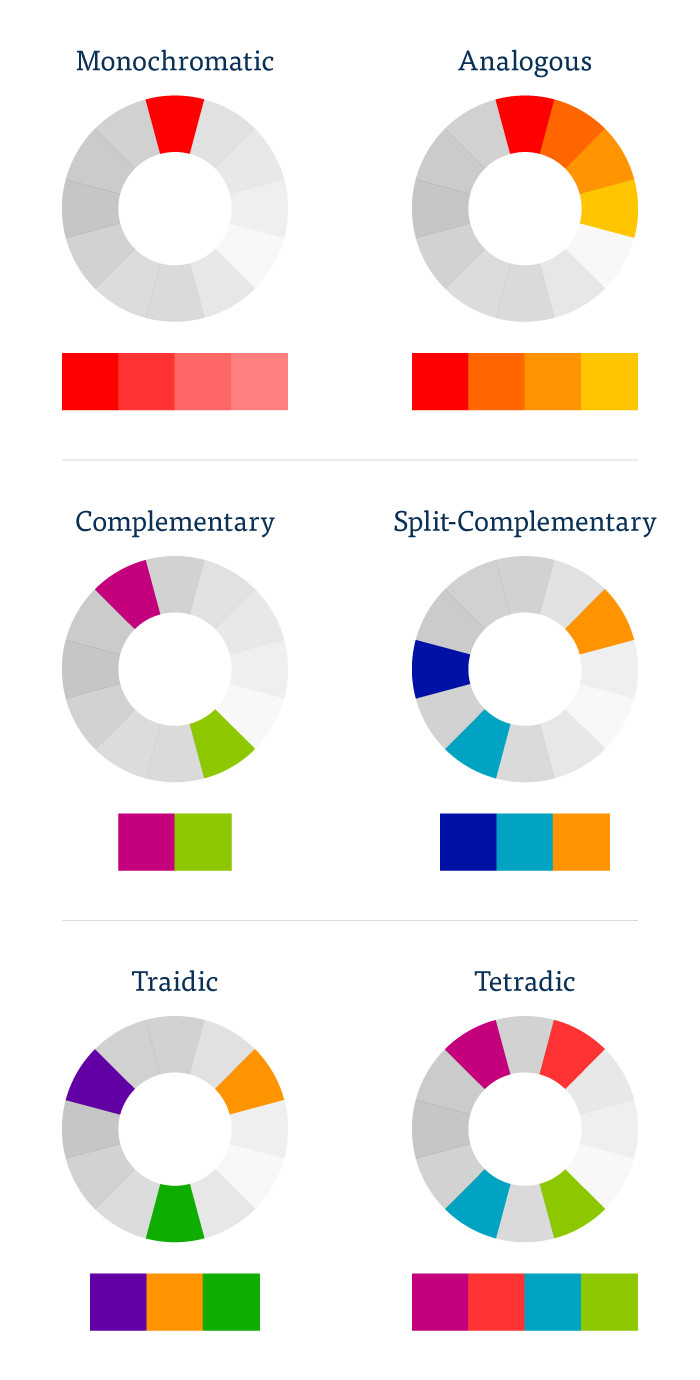 Monochromatic
Analogous
Complementary
Split-Complementary
Traidic
Tetradic